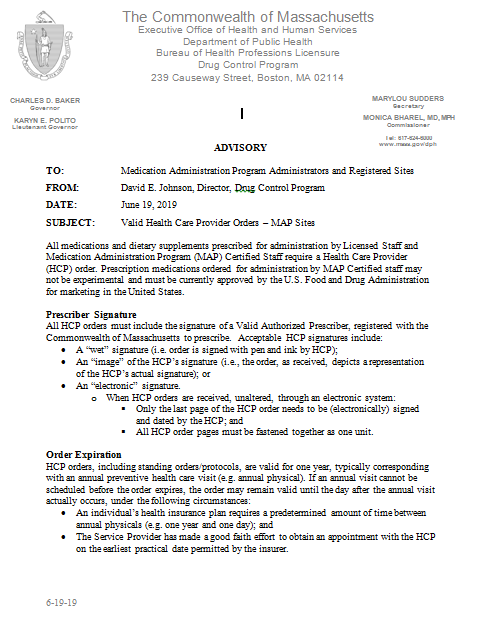 The Commonwealth of Massachusetts
Executive Office of Health and Human Services
Department of Public Health
Bureau of Health Professions Licensure
Drug Control Program
239 Causeway Street, Boston, MA 02114
CHARLES D. BAKER
Governor
KARYN E. POLITO
Lieutenant Governor
MARYLOU SUDDERS
Secretary
MONICA BHAREL, MD, MPH
Commissioner
Tel: 617-624-6000
www.mass.gov/dph
ADVISORY
TO: Medication Administration Program Administrators and Registered Sites
FROM: David E. Johnson, Director, Drug Control Program
DATE: June 19, 2019
SUBJECT: Valid Health Care Provider Orders – MAP Sites
All medications and dietary supplements prescribed for administration by Licensed Staff and
Medication Administration Program (MAP) Certified Staff require a Health Care Provider
(HCP) order. Prescription medications ordered for administration by MAP Certified staff may
not be experimental and must be currently approved by the U.S. Food and Drug Administration
for marketing in the United States.
Prescriber Signature
All HCP orders must include the signature of a Valid Authorized Prescriber, registered with the
Commonwealth of Massachusetts to prescribe. Acceptable HCP signatures include:
• A “wet” signature (i.e. order is signed with pen and ink by HCP);
• An “image” of the HCP’s signature (i.e., the order, as received, depicts a representation
of the HCP’s actual signature); or
• An “electronic” signature.
o When HCP orders are received, unaltered, through an electronic system:
▪ Only the last page of the HCP order needs to be (electronically) signed
and dated by the HCP; and
▪ All HCP order pages must be fastened together as one unit.
Order Expiration
HCP orders, including standing orders/protocols, are valid for one year, typically corresponding
with an annual preventive health care visit (e.g. annual physical). If an annual visit cannot be
scheduled before the order expires, the order may remain valid until the day after the annual visit
actually occurs, under the following circumstances:
• An individual’s health insurance plan requires a predetermined amount of time between
annual physicals (e.g. one year and one day); and
• The Service Provider has made a good faith effort to obtain an appointment with the HCP
on the earliest practical date permitted by the insurer.
6-19-19